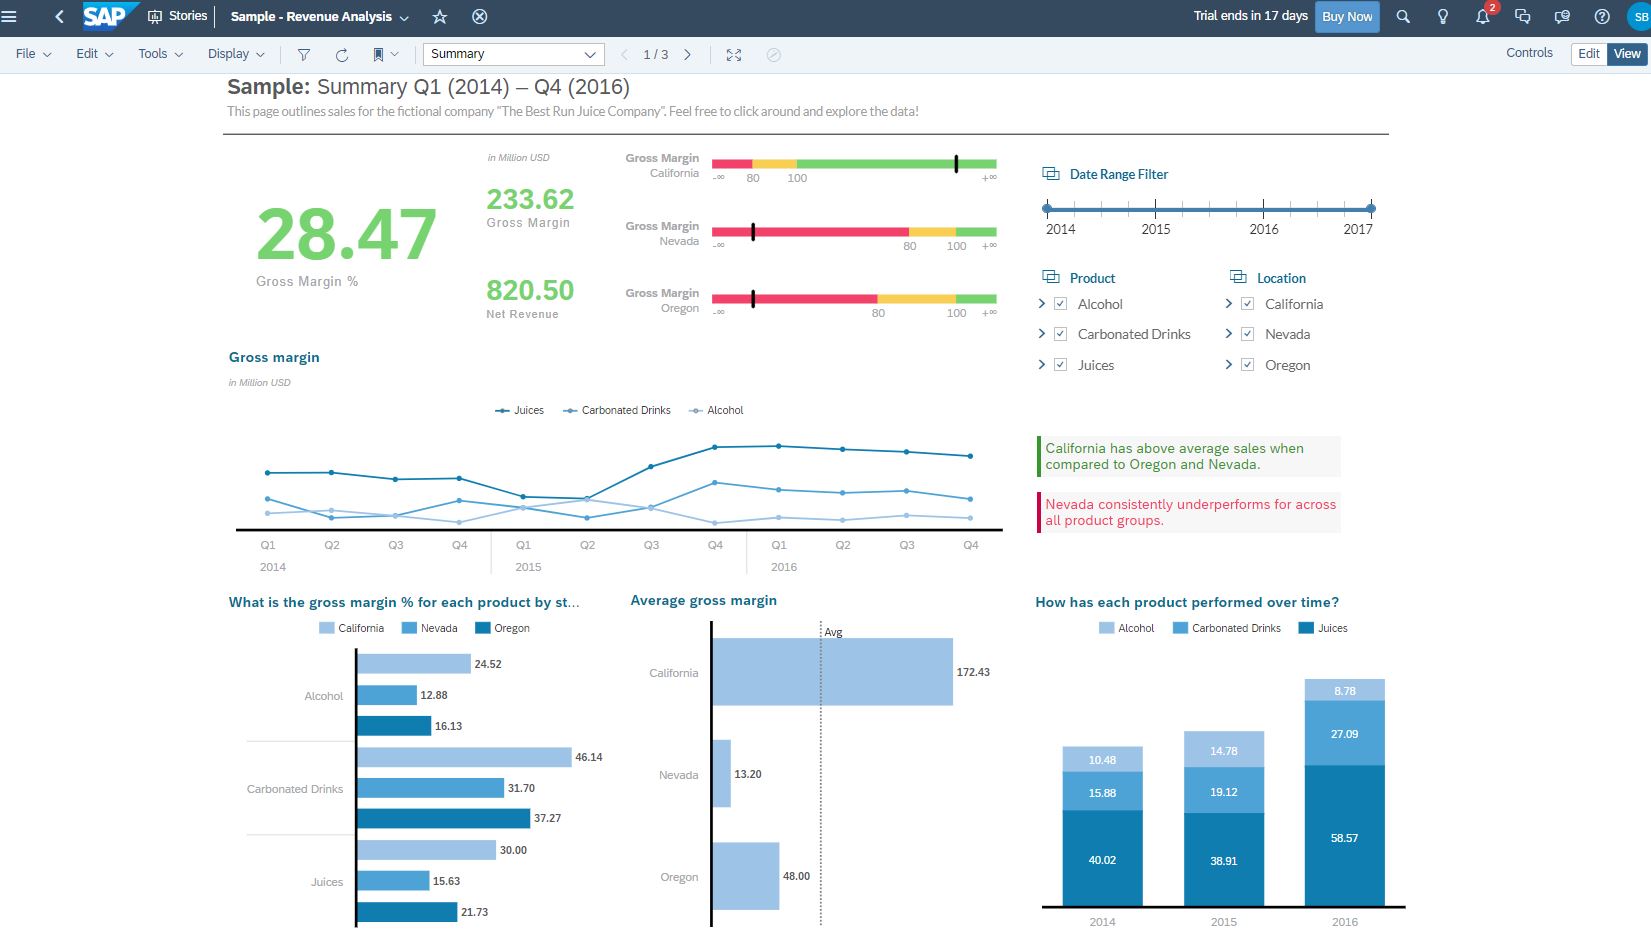 SAP Stories Sample - Revenue Analysis Trial ends in 17 days Buy Now 2 SB
File Edit Tools Display Summary 1 / 3 Controls Edit View
Sample: Summary Q1 (2014) – Q4 (2016)
This page outlines sales for the fictional company "The Best Run Juice Company". Feel free to click around and explore the data!
28.47
Gross Margin %
in Million USD
233.62
Gross Margin
820.50
Net Revenue
Gross Margin
California
-∞ 80 100 +∞
Gross Margin
Nevada
-∞ 80 100 +∞
Gross Margin
Oregon
-∞ 80 100 +∞
Date Range Filter
2014 2015 2016 2017
Product
Alcohol
Carbonated Drinks
Juices
Location
California
Nevada
Oregon
Gross margin
in Million USD
Juices Carbonated Drinks Alcohol
Q1 Q2 Q3 Q4 Q1 Q2 Q3 Q4 Q1 Q2 Q3 Q4
2014 2015 2016
California has above average sales when
compared to Oregon and Nevada.
Nevada consistently underperforms for across
all product groups.
What is the gross margin % for each product by st...
California Nevada Oregon
Alcohol
24.52
12.88
16.13
Carbonated Drinks
46.14
31.70
37.27
Juices
30.00
15.63
21.73
Average gross margin
Avg
California 172.43
Nevada 13.20
Oregon 48.00
How has each product performed over time?
Alcohol Carbonated Drinks Juices
10.48
15.88
40.02
14.78
19.12
38.91
8.78
27.09
58.57
2014 2015 2016